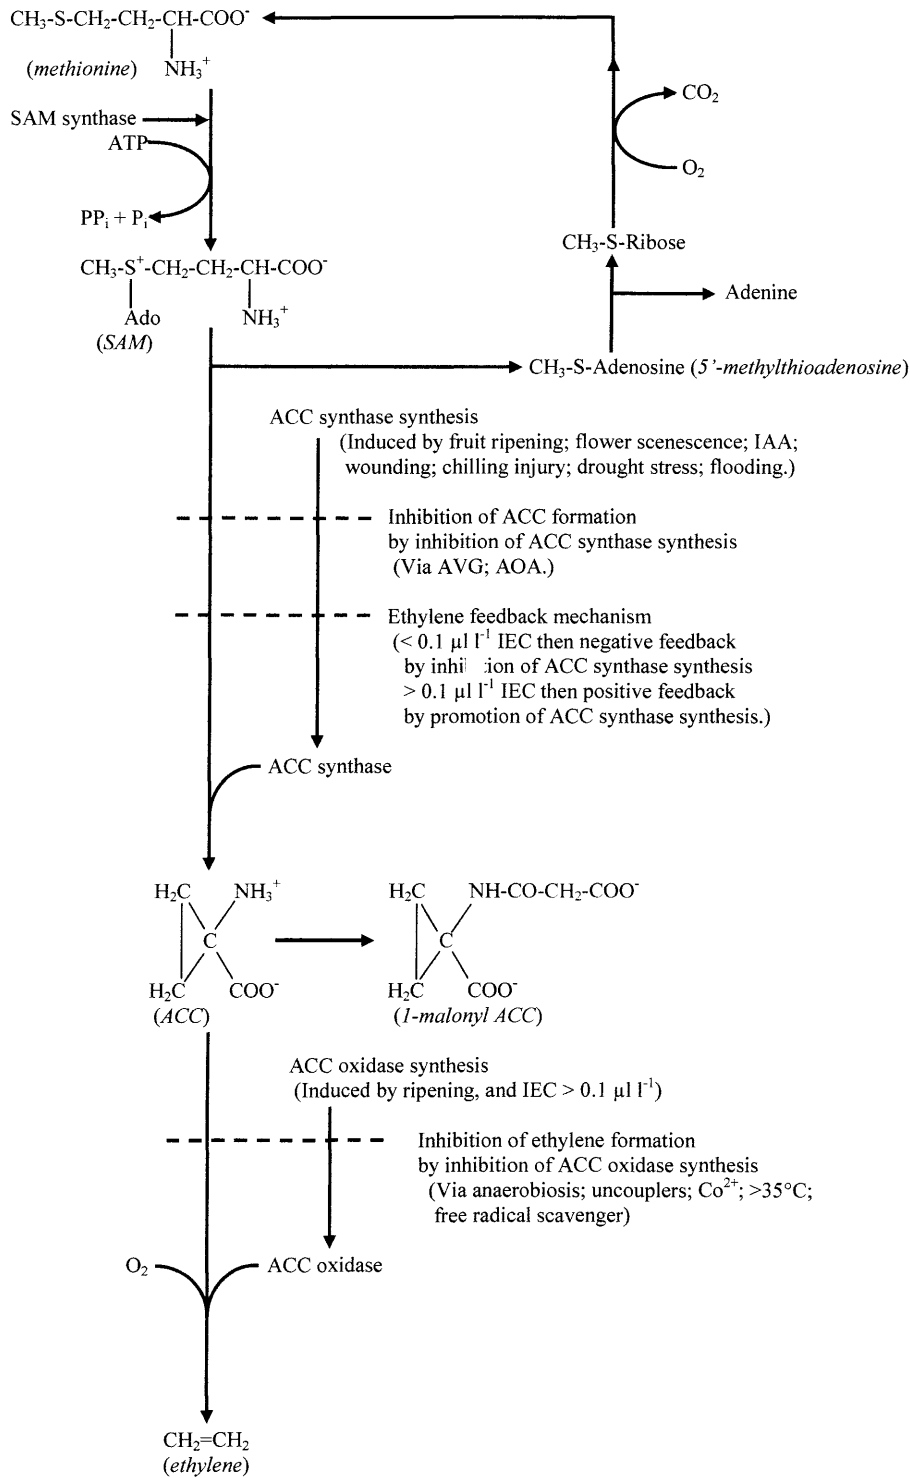 CH₃-S-CH₂-CH₂-CH-COO⁻
(methionine) NH₃⁺
CO₂
SAM synthase
ATP
O₂
PPᵢ + Pᵢ
CH₃-S-Ribose
CH₃-S⁺-CH₂-CH₂-CH-COO⁻
Adenine
Ado NH₃⁺
(SAM)
CH₃-S-Adenosine (5’-methylthioadenosine)
ACC synthase synthesis
(Induced by fruit ripening; flower scenescence; IAA;
wounding; chilling injury; drought stress; flooding.)
Inhibition of ACC formation
by inhibition of ACC synthase synthesis
(Via AVG; AOA.)
Ethylene feedback mechanism
(< 0.1 µl l⁻¹ IEC then negative feedback
by of ACC synthase synthesis
> 0.1 µl l⁻¹ IEC then positive feedback
by promotion of ACC synthase synthesis.)
ACC synthase
H₂C NH₃⁺ H₂C NH-CO-CH₂-COO⁻
C C
H₂C COO⁻ H₂C COO⁻
(ACC) (1-malonyl ACC)
ACC oxidase synthesis
(Induced by ripening, and IEC > 0.1 µl l⁻¹)
Inhibition of ethylene formation
by inhibition of ACC oxidase synthesis
(Via anaerobiosis; uncouplers; Co²⁺; >35°C;
free radical scavenger)
O₂ ACC oxidase
CH₂=CH₂
(ethylene)